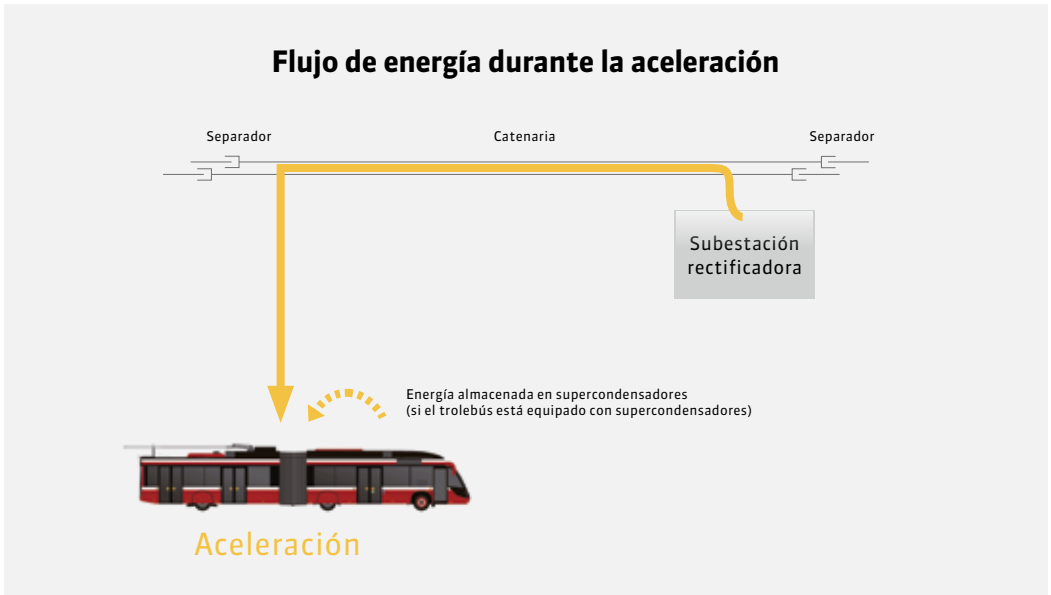 Flujo de energía durante la aceleración
Separador
Catenaria
Separador
Subestación
rectificadora
Energía almacenada en supercondensadores
(si el trolebús está equipado con supercondensadores)
Aceleración